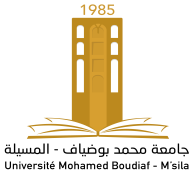 1985
جامعة محمد بوضياف - المسيلة
Université Mohamed Boudiaf - M'sila